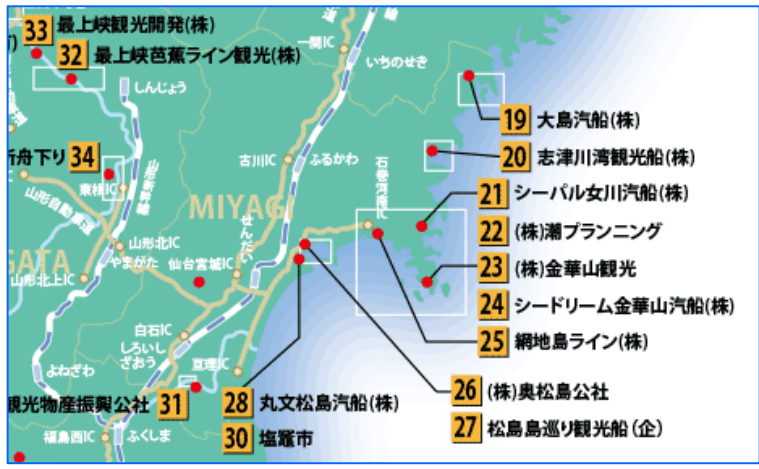 33 最上峡観光開発(株)
32 最上峡芭蕉ライン観光(株)
一関IC
いちのせき
しんじょう
19 大島汽船(株)
舟下り 34
山形新幹線
東根IC
古川IC
ふるかわ
石巻河南IC
20 志津川湾観光船(株)
山形自動車道
MIYAGI
21 シーパル女川汽船(株)
22 (株)潮プランニング
GATA
山形北IC
やまがた
せんだい
仙台宮城IC
山形北上IC
23 (株)金華山観光
24 シードリーム金華山汽船(株)
白石IC
しろいしざおう
25 網地島ライン(株)
よねざわ
亘理IC
観光物産振興公社 31
28 丸文松島汽船(株)
26 (株)奥松島公社
30 塩竈市
27 松島島巡り観光船(企)
福島西IC
ふくしま